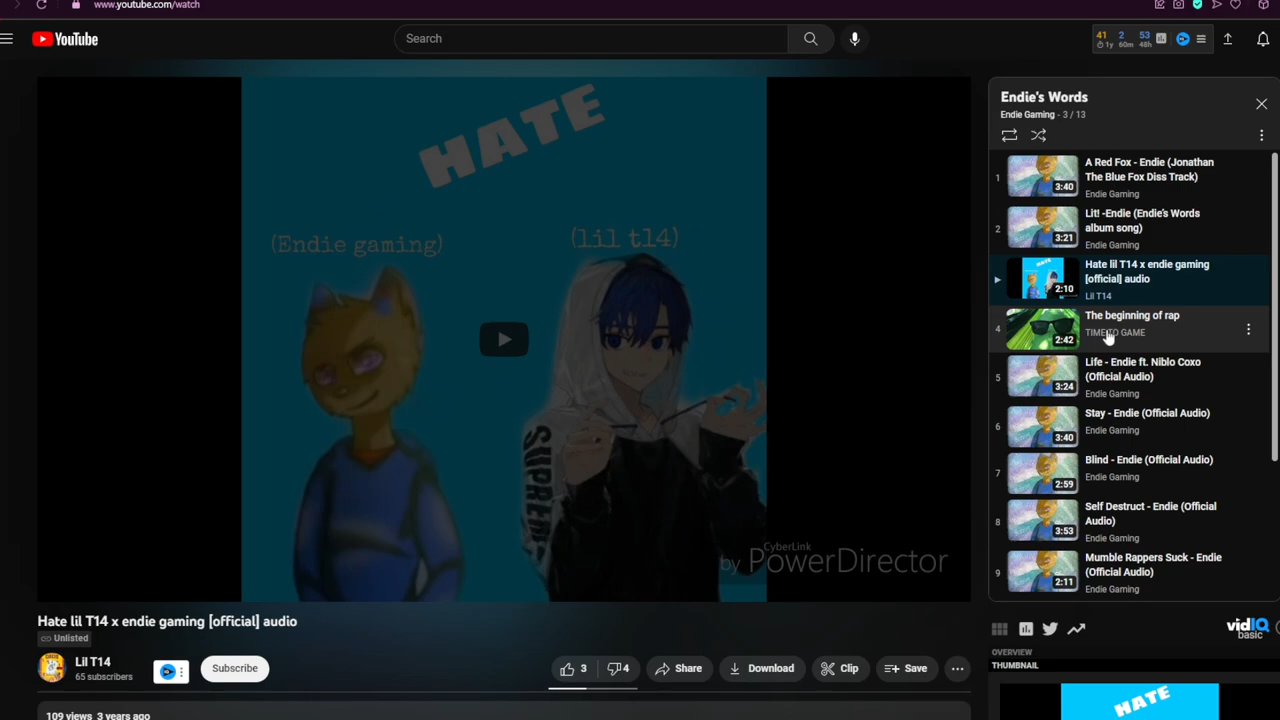 www.youtube.com/watch
YouTube
Search
41 2 53
1y 60m 48h
HATE
(Endie gaming)
(lil tl4)
SUPREME
CyberLink
by PowerDirector
Hate lil T14 x endie gaming [official] audio
Unlisted
Lil T14
65 subscribers
Subscribe
3
4
Share
Download
Clip
Save
109 views 3 years ago
Endie's Words
Endie Gaming - 3 / 13
1
3:40
A Red Fox - Endie (Jonathan
The Blue Fox Diss Track)
Endie Gaming
2
3:21
Lit! -Endie (Endie's Words
album song)
Endie Gaming
2:10
Hate lil T14 x endie gaming
[official] audio
Lil T14
4
2:42
The beginning of rap
TIME TO GAME
5
3:24
Life - Endie ft. Niblo Coxo
(Official Audio)
Endie Gaming
6
3:40
Stay - Endie (Official Audio)
Endie Gaming
7
2:59
Blind - Endie (Official Audio)
Endie Gaming
8
3:53
Self Destruct - Endie (Official
Audio)
Endie Gaming
9
2:11
Mumble Rappers Suck - Endie
(Official Audio)
Endie Gaming
vidIQ
basic
OVERVIEW
THUMBNAIL
HATE